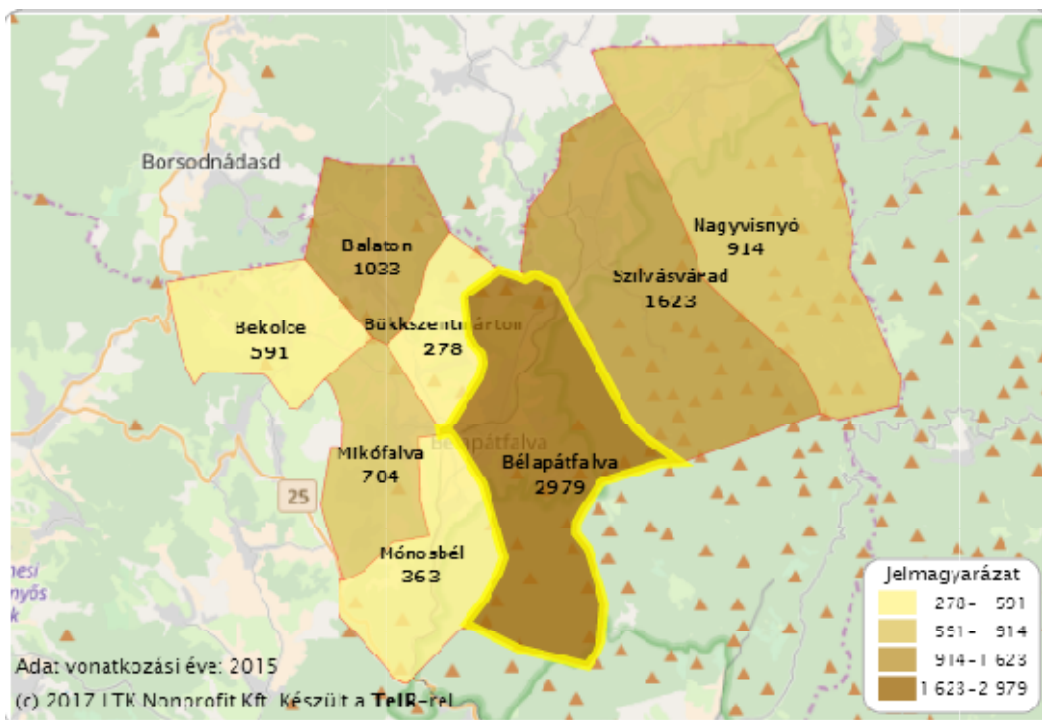 Borsodnádasd
Nagyvisnyó
914
Balaton
1033
Szilvásvárad
1623
Bekölce
591
Bükkszentmárton
278
Bélapátfalva
Mikófalva
704
Bélapátfalva
2979
25
Mónosbél
363
Jelmagyarázat
278- 591
591- 914
914-1 623
1 623-2 979
Adat vonatkozási éve: 2015
(c) 2017 LTK Nonprofit Kft. Készült a TeIR-rel